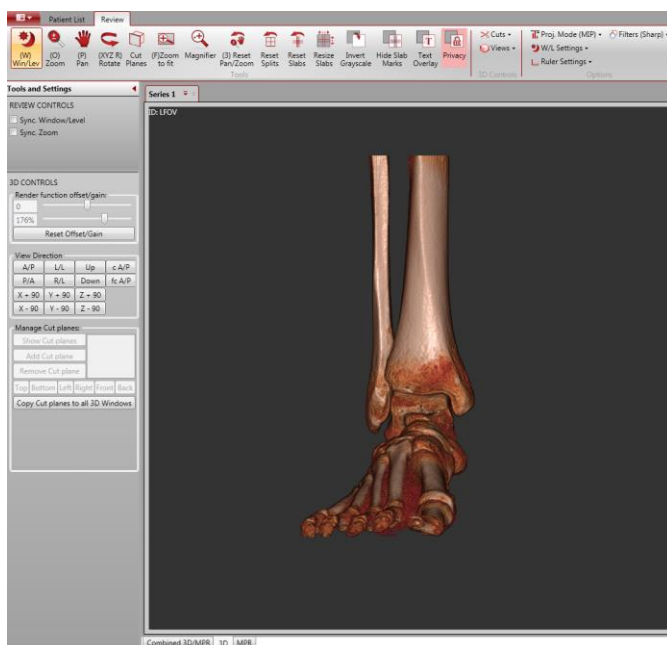 Patient List Review
(W) Win/Lev (O) Zoom (P) Pan (XYZ R) Rotate Cut Planes (F)Zoom to fit Magnifier (3) Reset Pan/Zoom Reset Splits Reset Slabs Resize Slabs Invert Grayscale Hide Slab Marks Text Overlay Privacy
Cuts Views
Proj. Mode (MIP) Filters (Sharp)
W/L Settings
Ruler Settings
Tools 3D Controls Options
Tools and Settings
REVIEW CONTROLS
Sync. Window/Level
Sync. Zoom
3D CONTROLS
Render function offset/gain:
0
176%
Reset Offset/Gain
View Direction
A/P L/L Up c A/P
P/A R/L Down fc A/P
X + 90 Y + 90 Z + 90
X - 90 Y - 90 Z - 90
Manage Cut planes:
Show Cut planes
Add Cut plane
Remove Cut plane
Top Bottom Left Right Front Back
Copy Cut planes to all 3D Windows
Series 1
ID: LFOV
Combined 3D/MPR 3D MPR